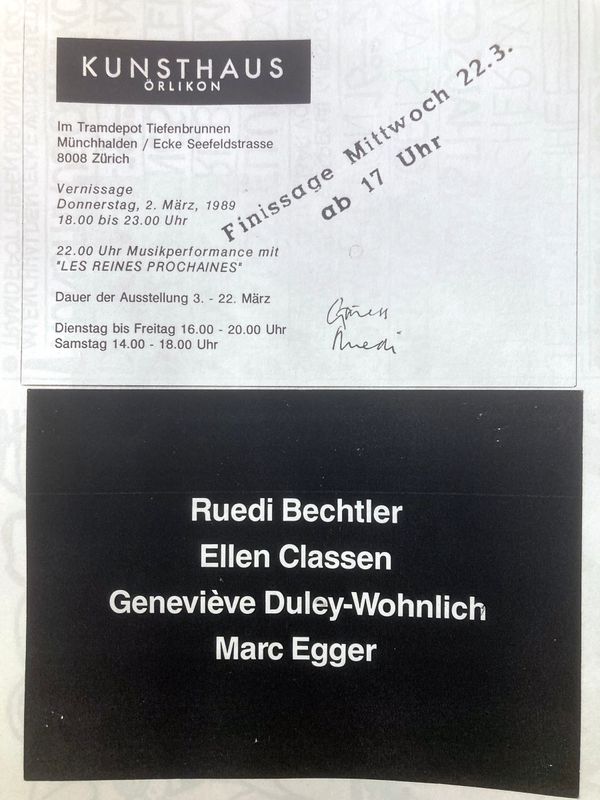 KUNSTHAUS
ÖRLIKON
Im Tramdepot Tiefenbrunnen
Münchhalden / Ecke Seefeldstrasse
8008 Zürich
Vernissage
Donnerstag, 2. März, 1989
18.00 bis 23.00 Uhr
22.00 Uhr Musikperformance mit
"LES REINES PROCHAINES"
Dauer der Ausstellung 3. - 22. März
Dienstag bis Freitag 16.00 - 20.00 Uhr
Samstag 14.00 - 18.00 Uhr
Finissage Mittwoch 22.3.
ab 17 Uhr
Ruedi
Ruedi Bechtler
Ellen Classen
Geneviève Duley-Wohnlich
Marc Egger